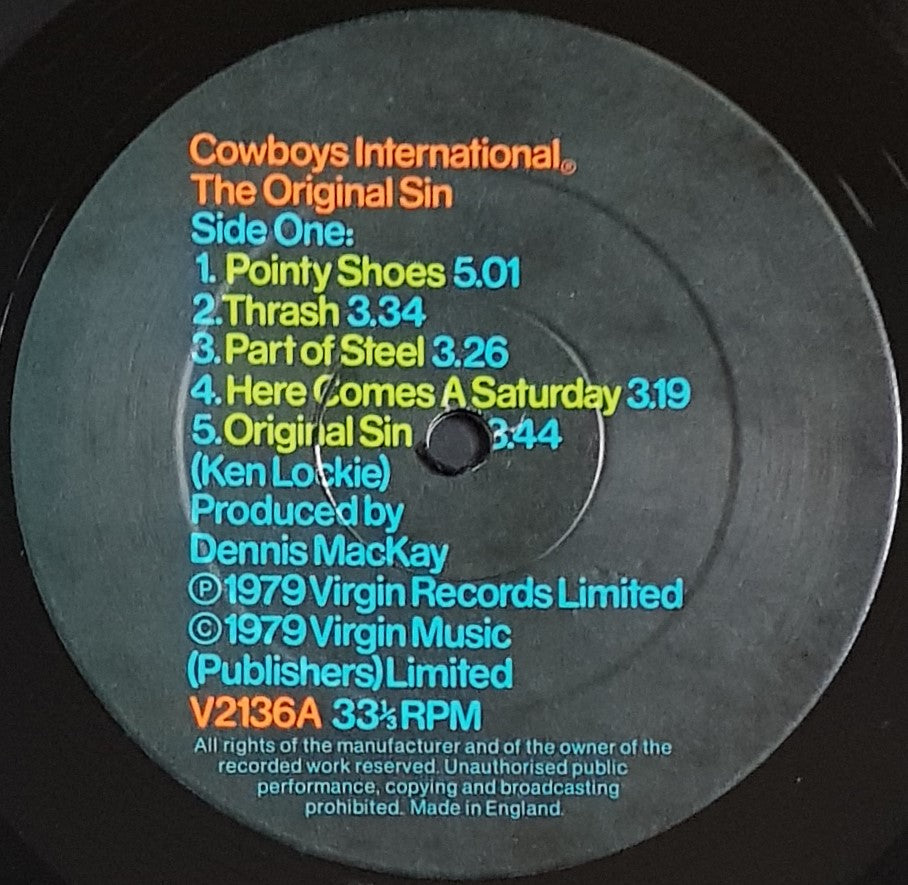 Cowboys International®
The Original Sin
Side One:
1. Pointy Shoes 5.01
2. Thrash 3.34
3. Part of Steel 3.26
4. Here Comes A Saturday 3.19
5. Original Sin 3.44
(Ken Lockie)
Produced by
Dennis MacKay
℗1979 Virgin Records Limited
©1979 Virgin Music
(Publishers) Limited
V2136A 33⅓ RPM
All rights of the manufacturer and of the owner of the
recorded work reserved. Unauthorised public
performance, copying and broadcasting
prohibited. Made in England.